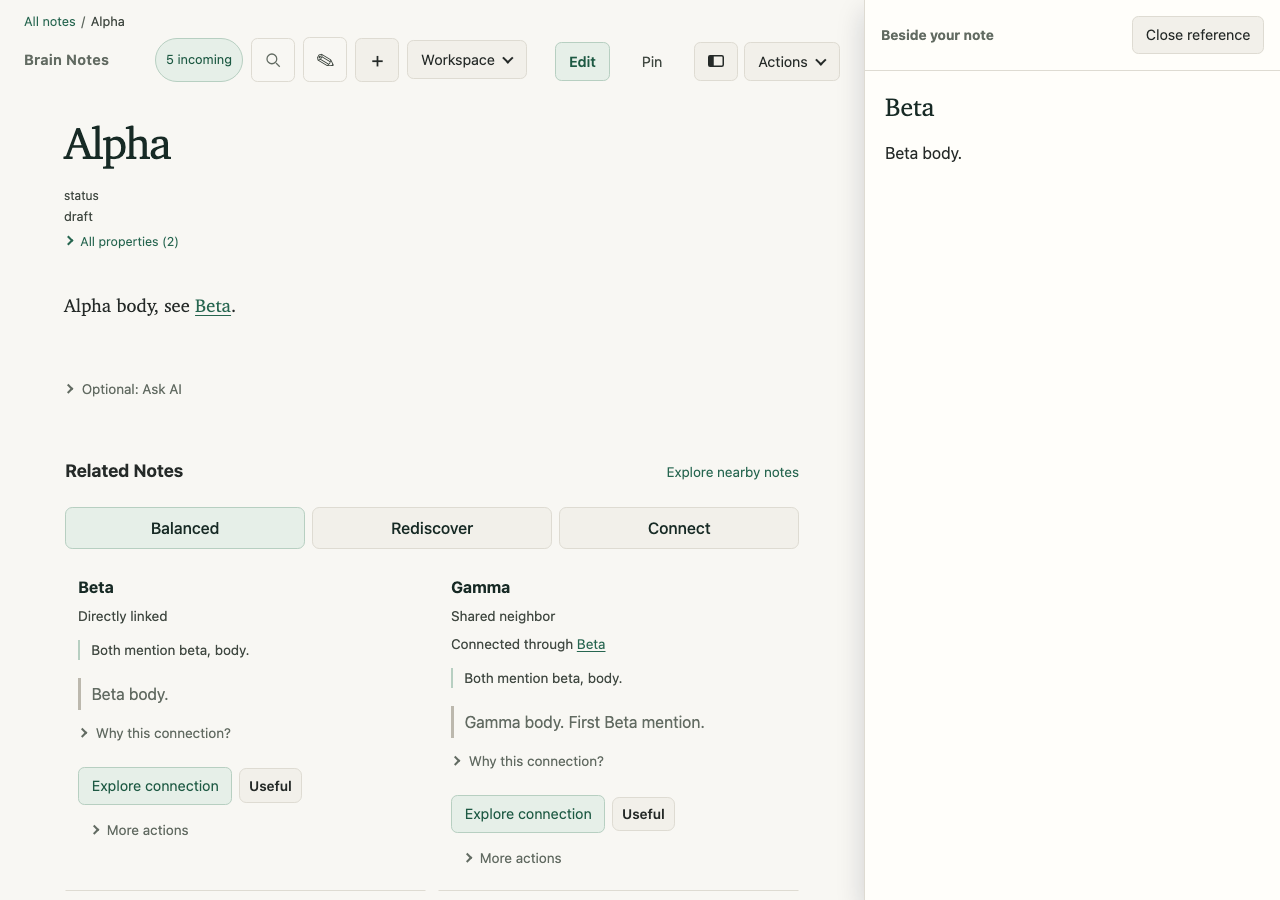 All notes / Alpha
Brain Notes
5 incoming
+
Workspace
Edit
Pin
Actions
Alpha
status
draft
All properties (2)
Alpha body, see Beta.
Optional: Ask AI
Related Notes
Explore nearby notes
Balanced
Rediscover
Connect
Beta
Directly linked
Both mention beta, body.
Beta body.
Why this connection?
Explore connection
Useful
More actions
Gamma
Shared neighbor
Connected through Beta
Both mention beta, body.
Gamma body. First Beta mention.
Why this connection?
Explore connection
Useful
More actions
Beside your note
Close reference
Beta
Beta body.